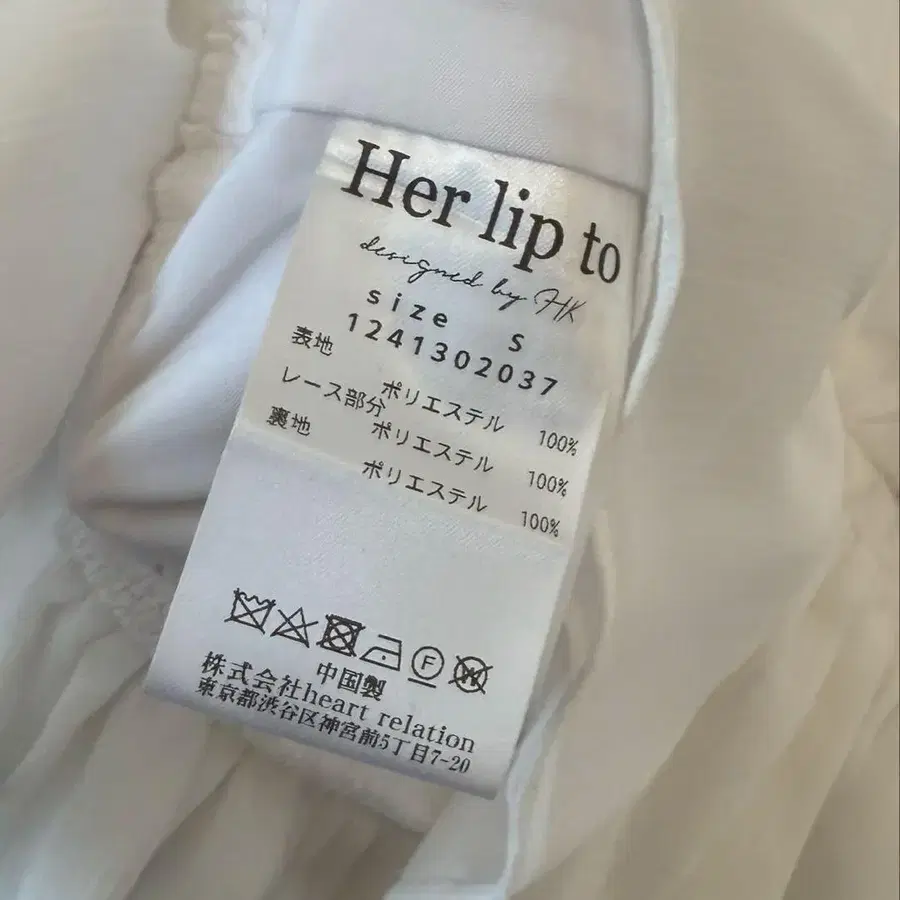 Her lip to
designed by HK
size S
1241302037
表地
ポリエステル 100%
レース部分
ポリエステル 100%
裏地
ポリエステル 100%
F
W
中国製
株式会社heart relation
東京都渋谷区神宮前5丁目7-20